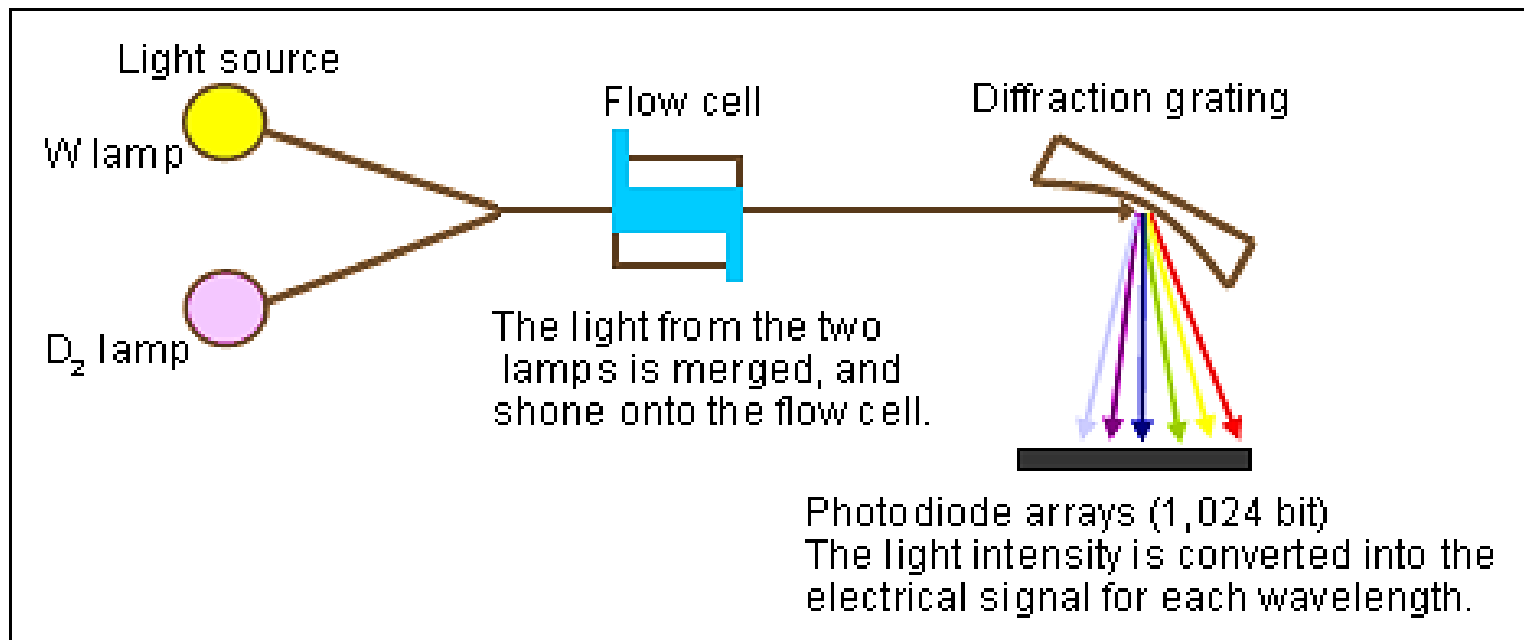 Light source
W lamp
D₂ lamp
Flow cell
The light from the two
lamps is merged, and
shone onto the flow cell.
Diffraction grating
Photodiode arrays (1,024 bit)
The light intensity is converted into the
electrical signal for each wavelength.